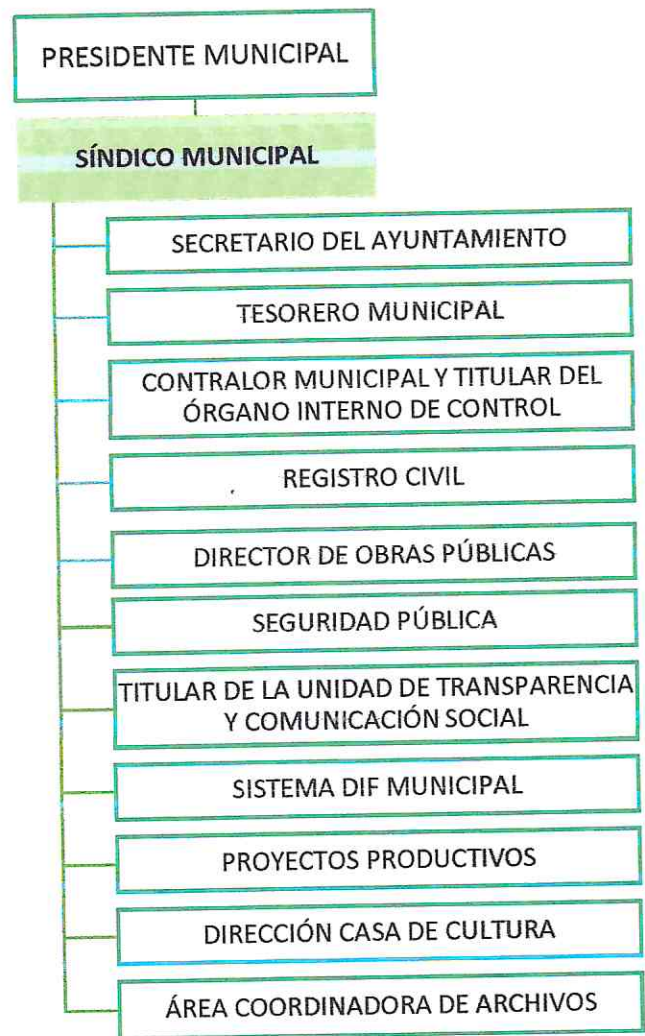 PRESIDENTE MUNICIPAL
SÍNDICO MUNICIPAL
SECRETARIO DEL AYUNTAMIENTO
TESORERO MUNICIPAL
CONTRALOR MUNICIPAL Y TITULAR DEL
ÓRGANO INTERNO DE CONTROL
REGISTRO CIVIL
DIRECTOR DE OBRAS PÚBLICAS
SEGURIDAD PÚBLICA
TITULAR DE LA UNIDAD DE TRANSPARENCIA
Y COMUNICACIÓN SOCIAL
SISTEMA DIF MUNICIPAL
PROYECTOS PRODUCTIVOS
DIRECCIÓN CASA DE CULTURA
ÁREA COORDINADORA DE ARCHIVOS